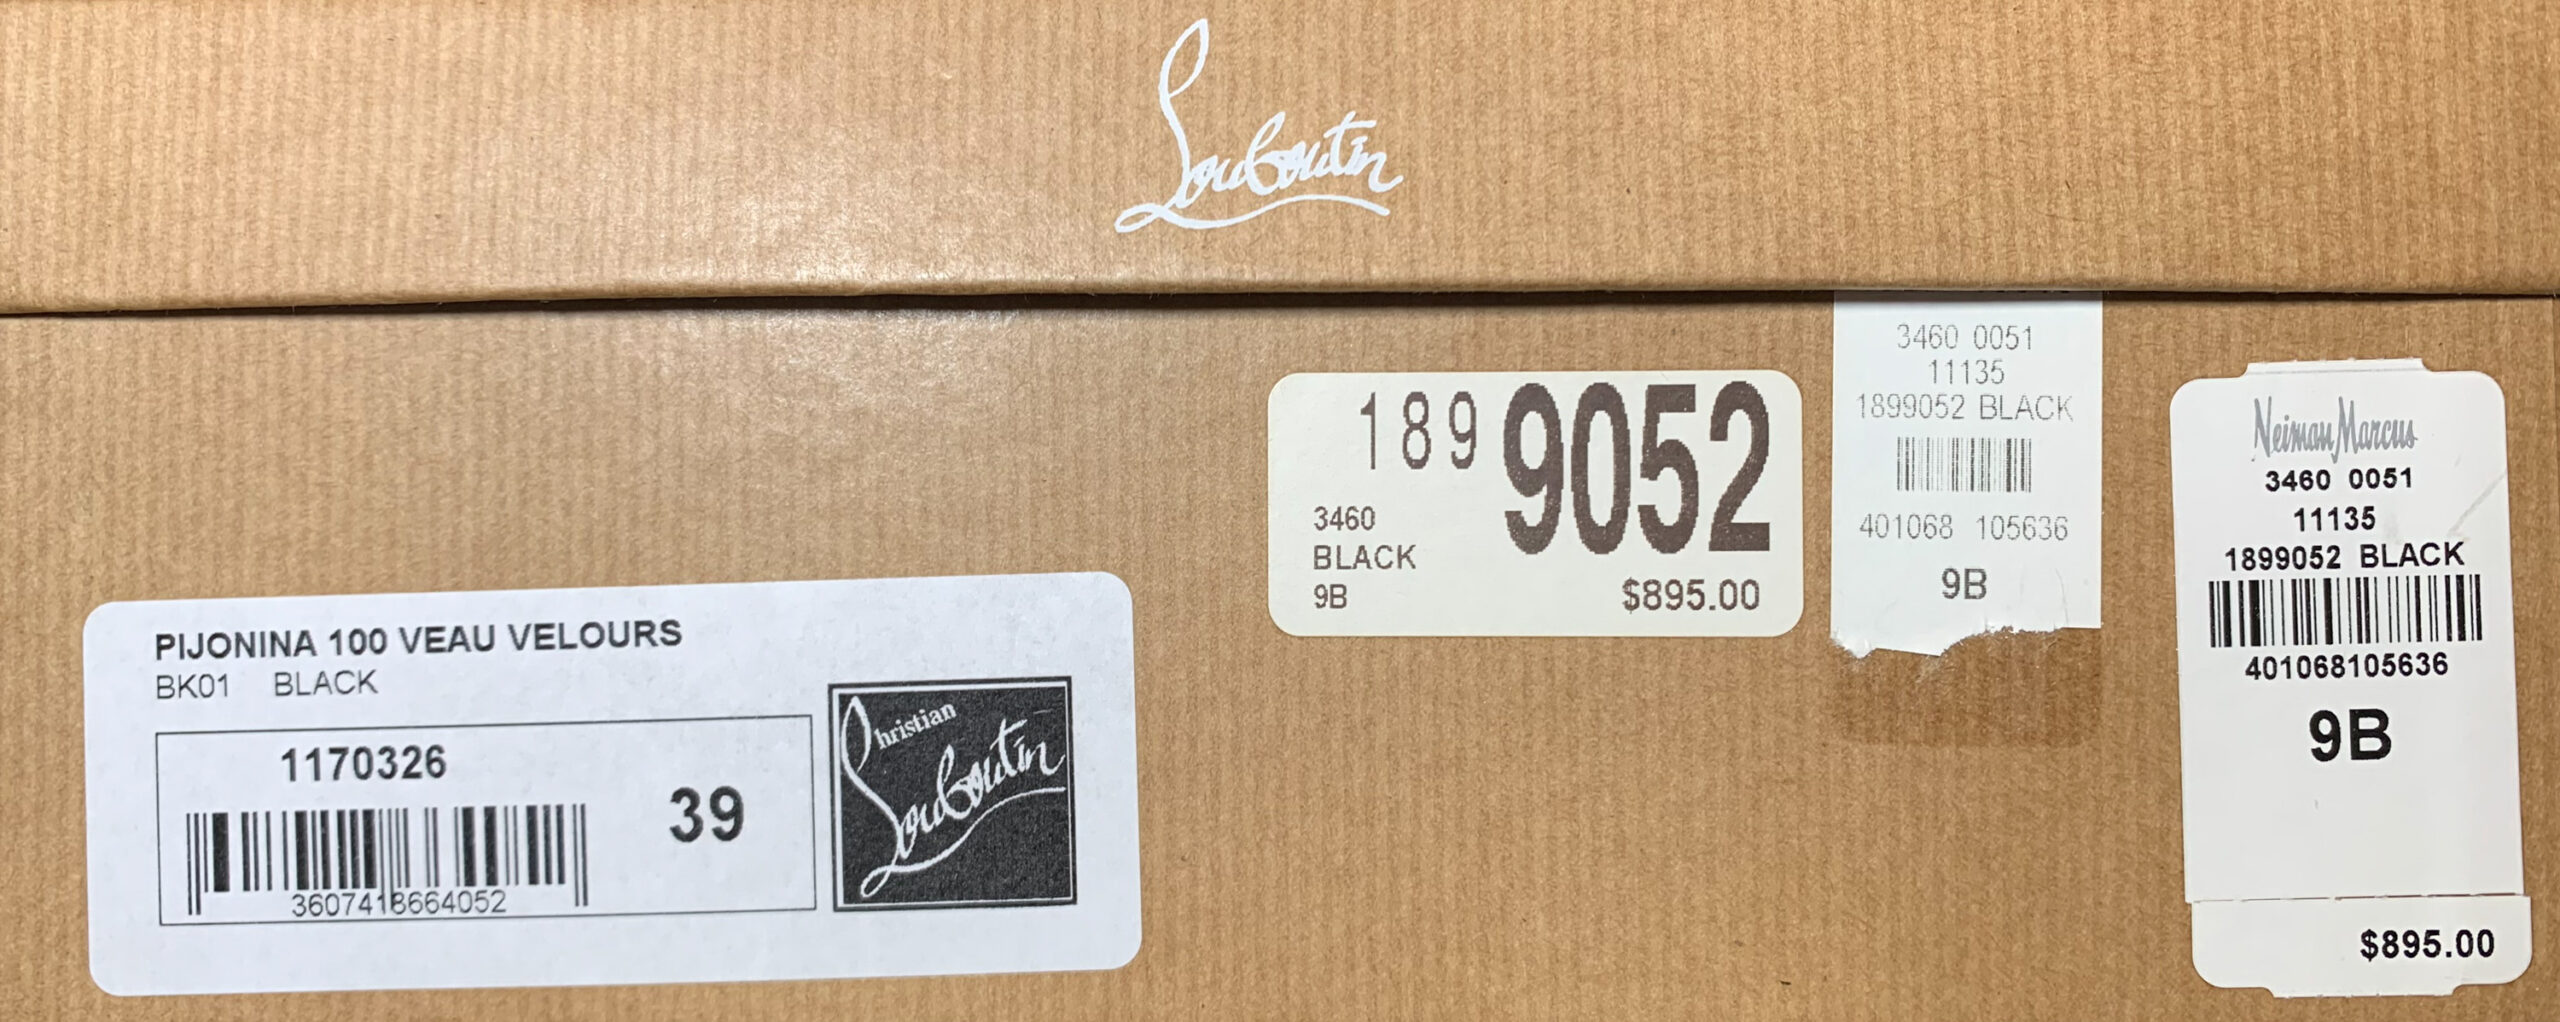 Louboutin
PIJONINA 100 VEAU VELOURS
BK01 BLACK
1170326
39
3607418664052
Christian
Louboutin
189 9052
3460
BLACK
9B
$895.00
3460 0051
11135
1899052 BLACK
401068 105636
9B
Neiman Marcus
3460 0051
11135
1899052 BLACK
401068105636
9B
$895.00